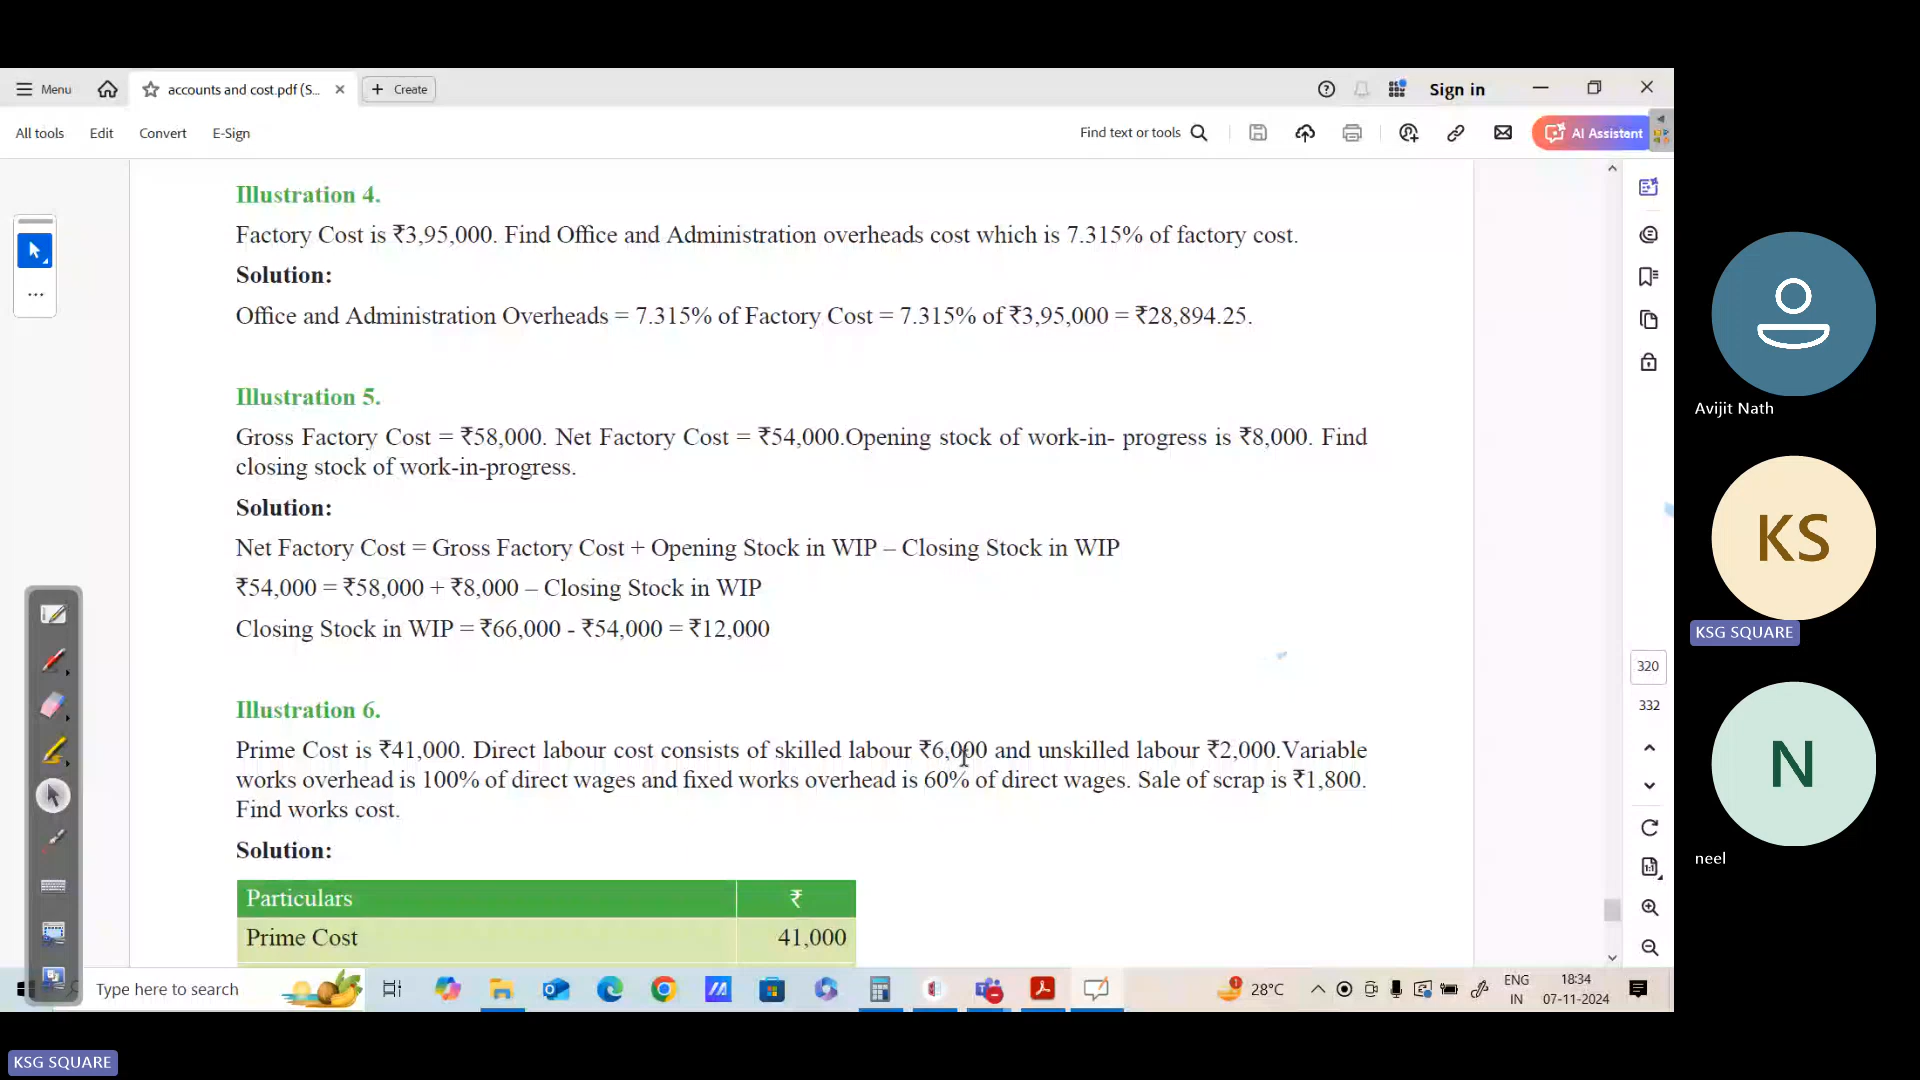 Menu
accounts and cost.pdf (S...
Create
Sign in
All tools
Edit
Convert
E-Sign
Find text or tools
AI Assistant
Illustration 4.
Factory Cost is ₹3,95,000. Find Office and Administration overheads cost which is 7.315% of factory cost.
Solution:
Office and Administration Overheads = 7.315% of Factory Cost = 7.315% of ₹3,95,000 = ₹28,894.25.
Illustration 5.
Gross Factory Cost = ₹58,000. Net Factory Cost = ₹54,000.Opening stock of work-in- progress is ₹8,000. Find
closing stock of work-in-progress.
Solution:
Net Factory Cost = Gross Factory Cost + Opening Stock in WIP – Closing Stock in WIP
₹54,000 = ₹58,000 + ₹8,000 – Closing Stock in WIP
Closing Stock in WIP = ₹66,000 - ₹54,000 = ₹12,000
Illustration 6.
Prime Cost is ₹41,000. Direct labour cost consists of skilled labour ₹6,000 and unskilled labour ₹2,000.Variable
works overhead is 100% of direct wages and fixed works overhead is 60% of direct wages. Sale of scrap is ₹1,800.
Find works cost.
Solution:
Particulars ₹
Prime Cost 41,000
320
332
Type here to search
28°C
ENG
IN
18:34
07-11-2024
Avijit Nath
KS
KSG SQUARE
N
neel
KSG SQUARE